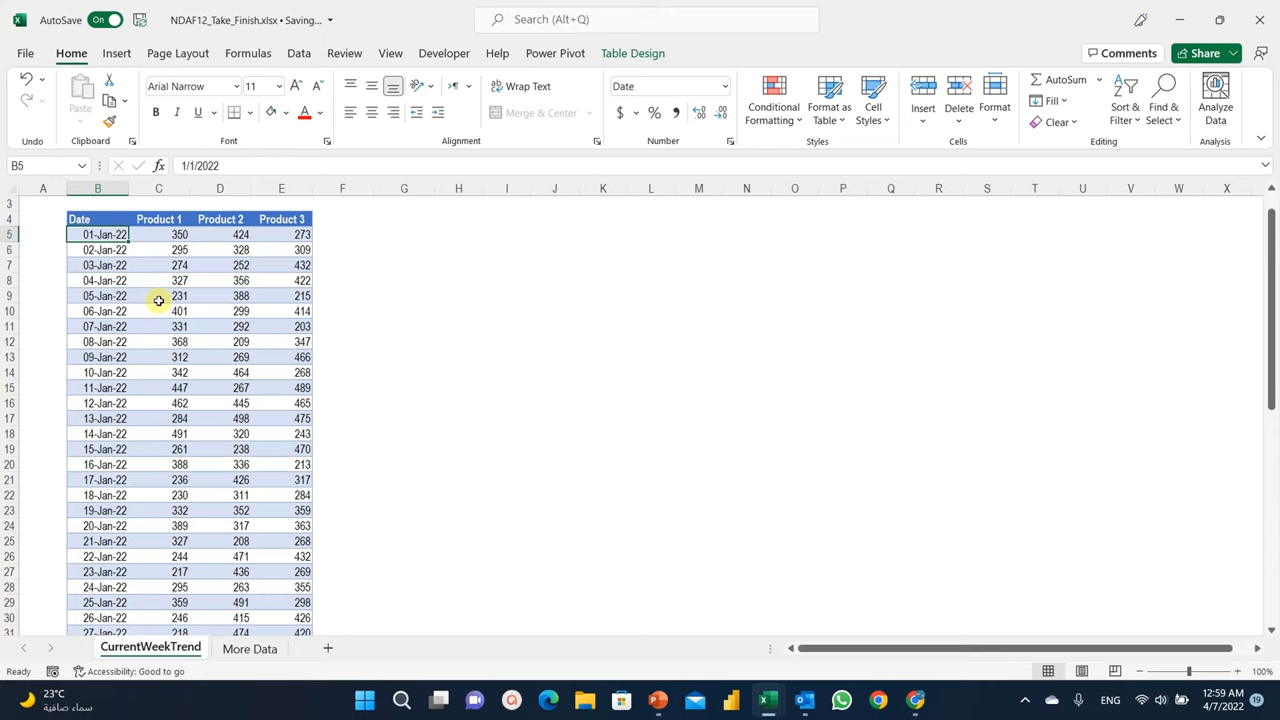 AutoSave On NDAF12_Take_Finish.xlsx • Saving... Search (Alt+Q)
File Home Insert Page Layout Formulas Data Review View Developer Help Power Pivot Table Design Comments Share
Paste Arial Narrow 11 A A Wrap Text Date Conditional Formatting Format as Table Cell Styles Insert Delete Format AutoSum Sort & Filter Find & Select Analyze Data
B I U A Merge & Center $ % Fill Clear
Undo Clipboard Font Alignment Number Styles Cells Editing Analysis
B5 fx 1/1/2022
A B C D E F G H I J K L M N O P Q R S T U V W X
3
4 Date Product 1 Product 2 Product 3
5 01-Jan-22 350 424 273
6 02-Jan-22 295 328 309
7 03-Jan-22 274 252 432
8 04-Jan-22 327 356 422
9 05-Jan-22 231 388 215
10 06-Jan-22 401 299 414
11 07-Jan-22 331 292 203
12 08-Jan-22 368 209 347
13 09-Jan-22 312 269 466
14 10-Jan-22 342 464 268
15 11-Jan-22 447 267 489
16 12-Jan-22 462 445 465
17 13-Jan-22 284 498 475
18 14-Jan-22 491 320 243
19 15-Jan-22 261 238 470
20 16-Jan-22 388 336 213
21 17-Jan-22 236 426 317
22 18-Jan-22 230 311 284
23 19-Jan-22 332 352 359
24 20-Jan-22 389 317 363
25 21-Jan-22 327 208 268
26 22-Jan-22 244 471 432
27 23-Jan-22 217 436 269
28 24-Jan-22 295 263 355
29 25-Jan-22 359 491 298
30 26-Jan-22 246 415 426
31 27-Jan-22 218 474 420
CurrentWeekTrend More Data
Ready Accessibility: Good to go 100%
23°C
سماء صافية
ENG
12:59 AM
4/7/2022
19